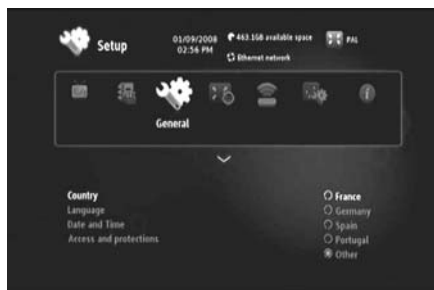 Setup
01/09/2008
02:56 PM
463.1GB available space
Ethernet network
PAL
General
Country
Language
Date and Time
Access and protections
France
Germany
Spain
Portugal
Other